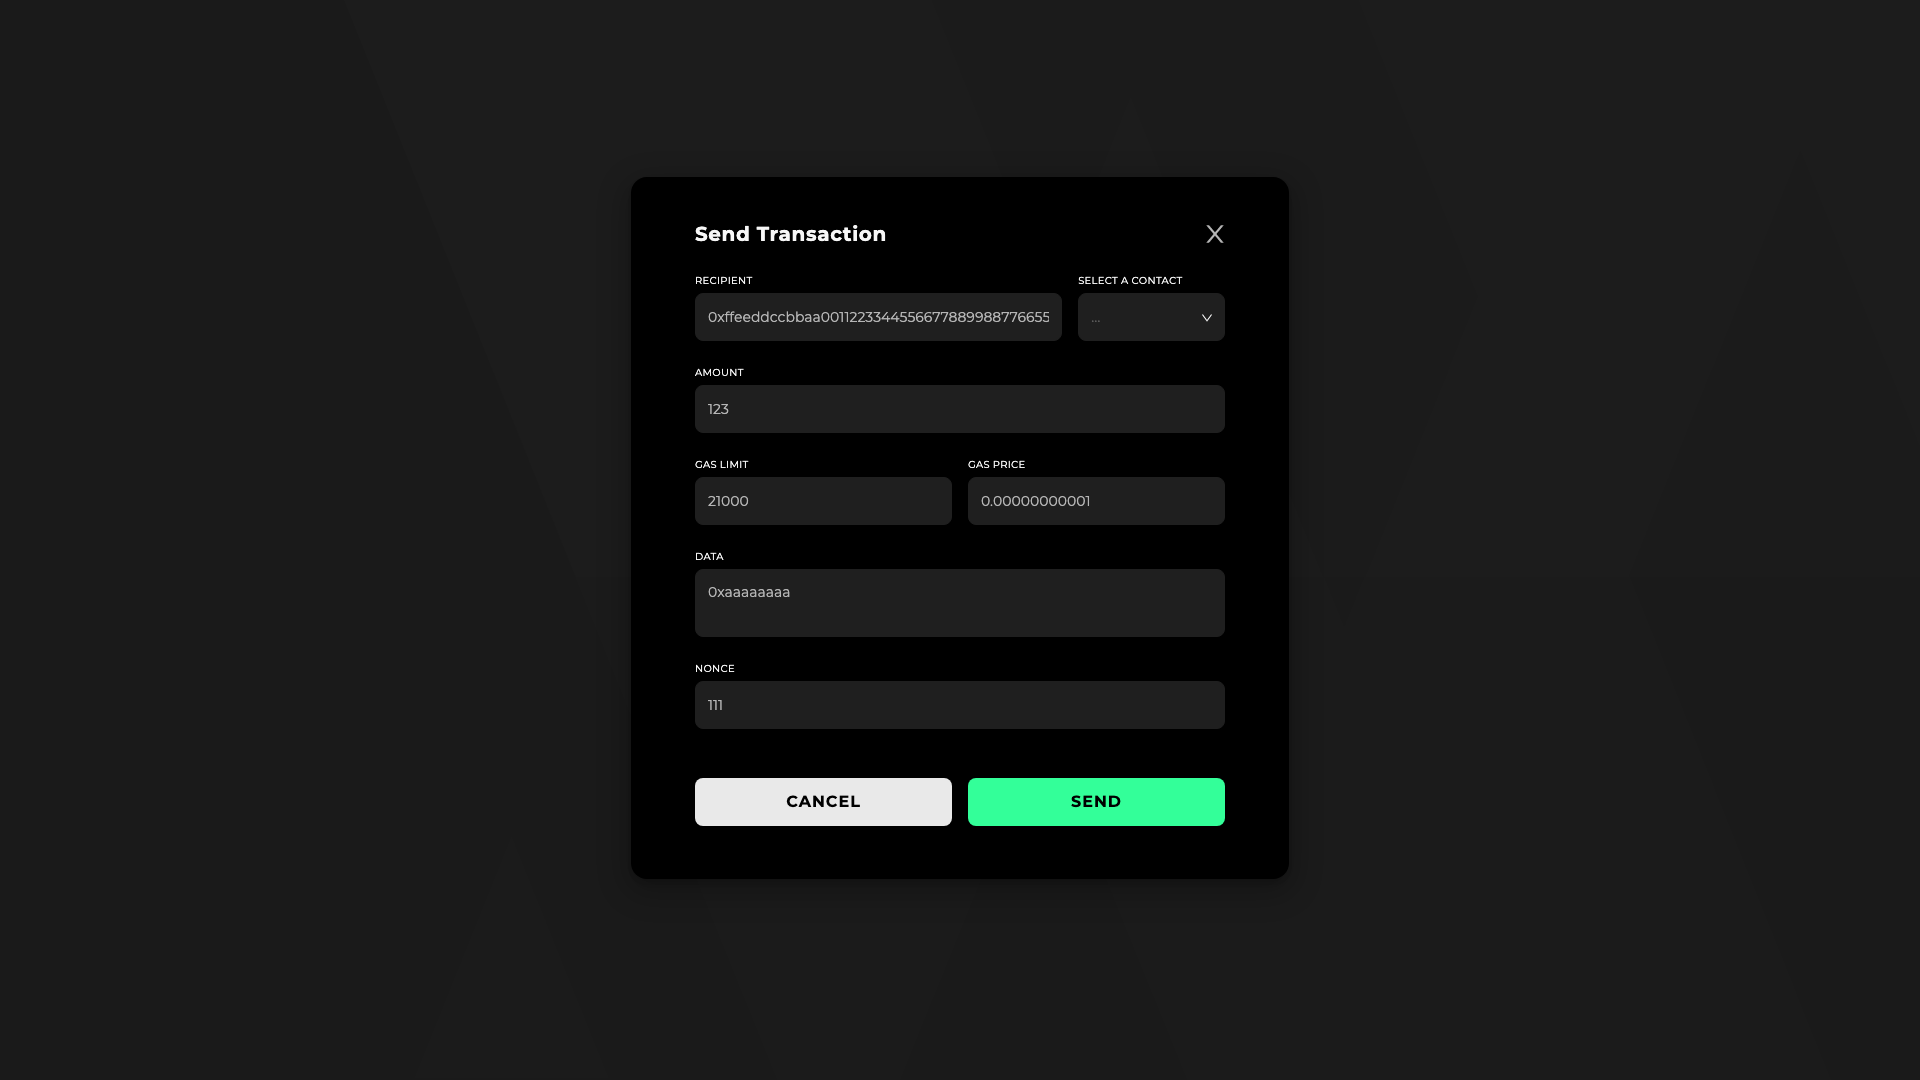 Send Transaction
X
RECIPIENT
SELECT A CONTACT
0xffeeddccbbaa0011223344556677889988776655
...
AMOUNT
123
GAS LIMIT
GAS PRICE
21000
0.00000000001
DATA
0xaaaaaaaa
NONCE
111
CANCEL
SEND